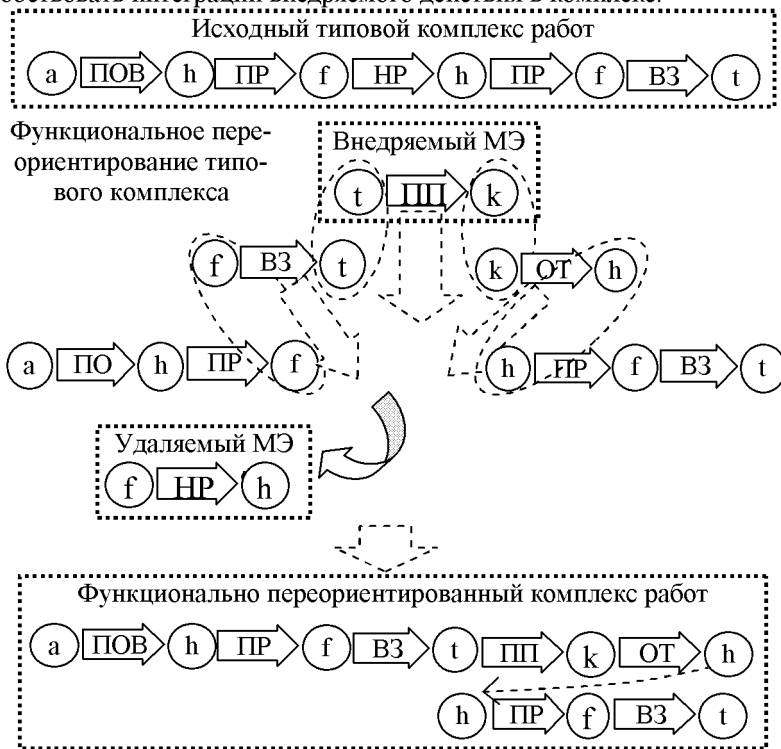 Исходный типовой комплекс работ
a ПОВ h ПР f НР h ПР f ВЗ t
Функциональное пере-
ориентирование типо-
вого комплекса
Внедряемый МЭ
t ПП k
f ВЗ t
k ОТ h
a ПО h ПР f
h ПР f ВЗ t
Удаляемый МЭ
f НР h
Функционально переориентированный комплекс работ
a ПОВ h ПР f ВЗ t ПП k ОТ h
h ПР f ВЗ t